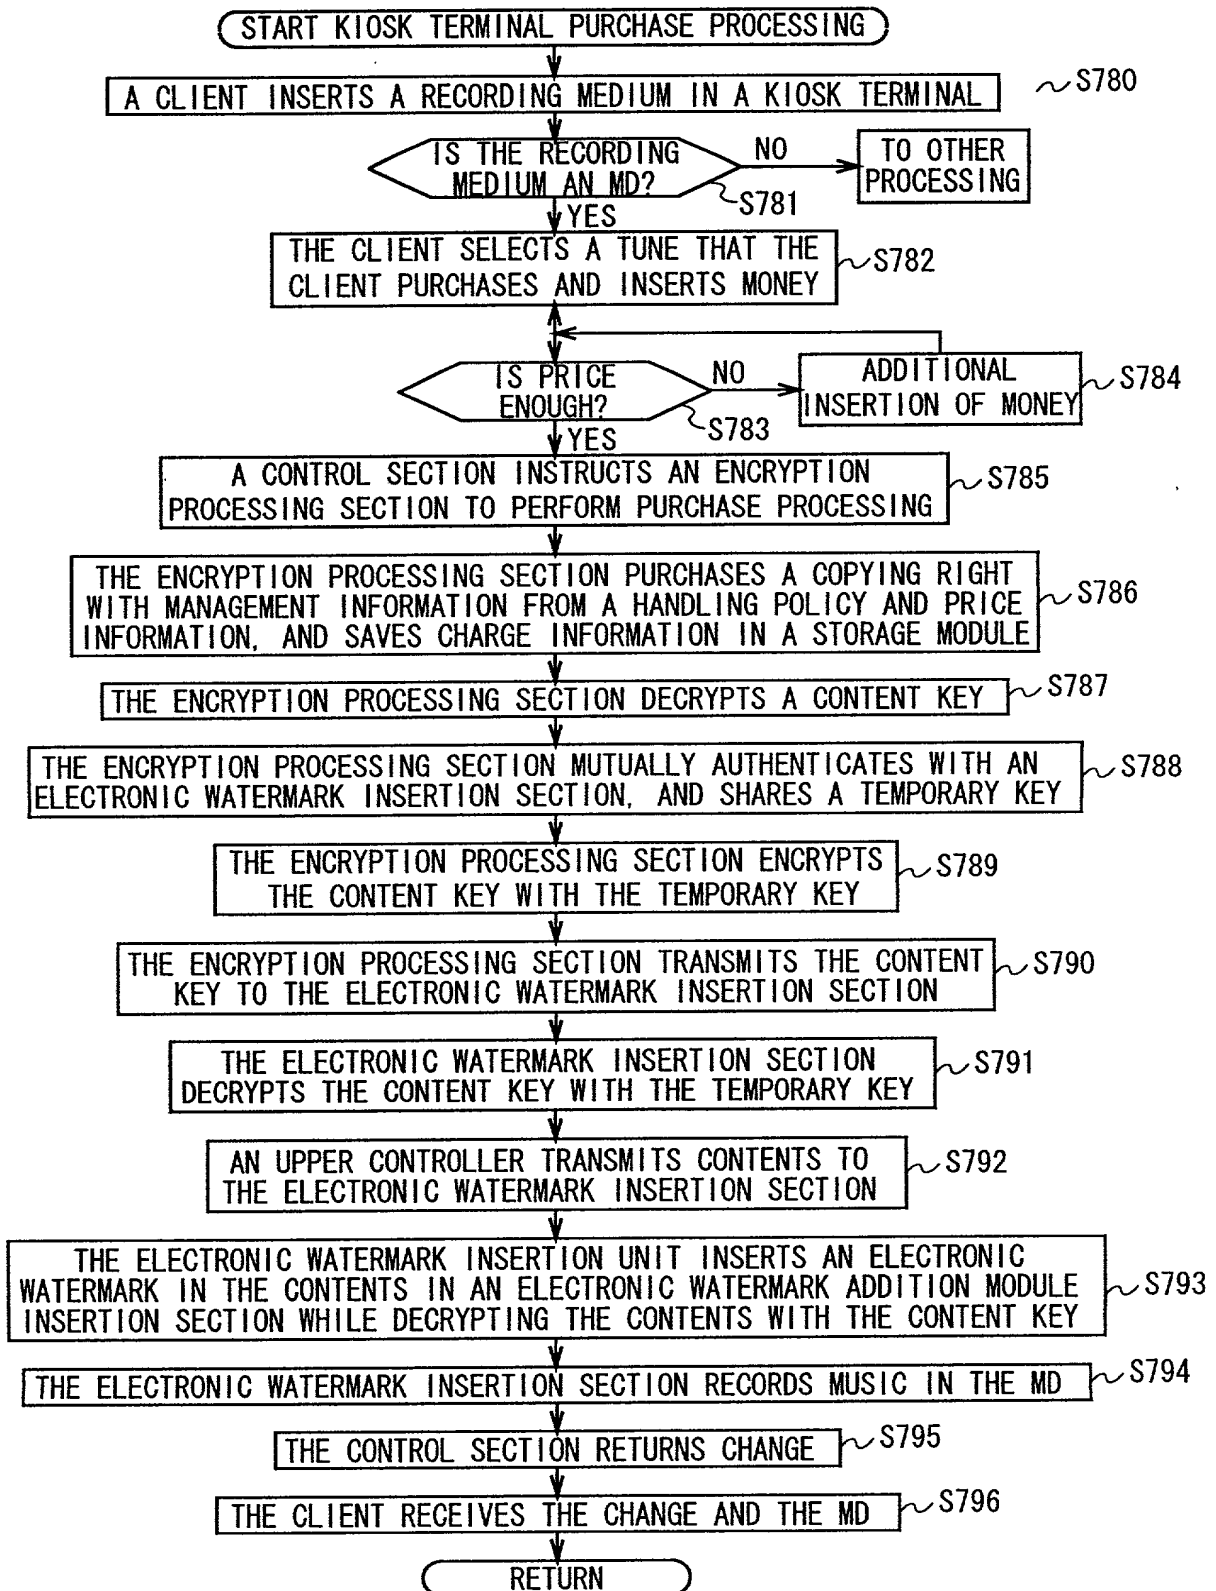 START KIOSK TERMINAL PURCHASE PROCESSING
A CLIENT INSERTS A RECORDING MEDIUM IN A KIOSK TERMINAL
S780
IS THE RECORDING
MEDIUM AN MD?
S781
NO
TO OTHER
PROCESSING
YES
THE CLIENT SELECTS A TUNE THAT THE
CLIENT PURCHASES AND INSERTS MONEY
S782
IS PRICE
ENOUGH?
S783
NO
ADDITIONAL
INSERTION OF MONEY
S784
YES
A CONTROL SECTION INSTRUCTS AN ENCRYPTION
PROCESSING SECTION TO PERFORM PURCHASE PROCESSING
S785
THE ENCRYPTION PROCESSING SECTION PURCHASES A COPYING RIGHT
WITH MANAGEMENT INFORMATION FROM A HANDLING POLICY AND PRICE
INFORMATION, AND SAVES CHARGE INFORMATION IN A STORAGE MODULE
S786
THE ENCRYPTION PROCESSING SECTION DECRYPTS A CONTENT KEY
S787
THE ENCRYPTION PROCESSING SECTION MUTUALLY AUTHENTICATES WITH AN
ELECTRONIC WATERMARK INSERTION SECTION, AND SHARES A TEMPORARY KEY
S788
THE ENCRYPTION PROCESSING SECTION ENCRYPTS
THE CONTENT KEY WITH THE TEMPORARY KEY
S789
THE ENCRYPTION PROCESSING SECTION TRANSMITS THE CONTENT
KEY TO THE ELECTRONIC WATERMARK INSERTION SECTION
S790
THE ELECTRONIC WATERMARK INSERTION SECTION
DECRYPTS THE CONTENT KEY WITH THE TEMPORARY KEY
S791
AN UPPER CONTROLLER TRANSMITS CONTENTS TO
THE ELECTRONIC WATERMARK INSERTION SECTION
S792
THE ELECTRONIC WATERMARK INSERTION UNIT INSERTS AN ELECTRONIC
WATERMARK IN THE CONTENTS IN AN ELECTRONIC WATERMARK ADDITION MODULE
INSERTION SECTION WHILE DECRYPTING THE CONTENTS WITH THE CONTENT KEY
S793
THE ELECTRONIC WATERMARK INSERTION SECTION RECORDS MUSIC IN THE MD
S794
THE CONTROL SECTION RETURNS CHANGE
S795
THE CLIENT RECEIVES THE CHANGE AND THE MD
S796
RETURN